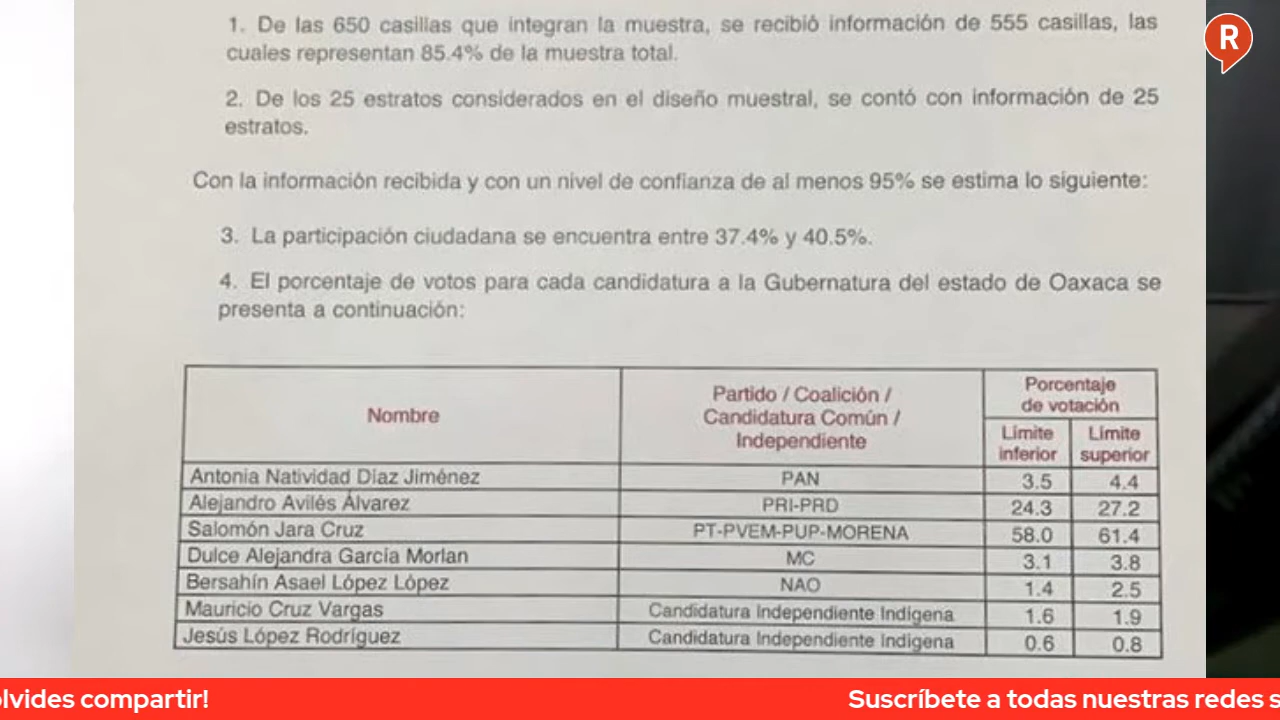 1. De las 650 casillas que integran la muestra, se recibió información de 555 casillas, las
cuales representan 85.4% de la muestra total.
2. De los 25 estratos considerados en el diseño muestral, se contó con información de 25
estratos.
Con la información recibida y con un nivel de confianza de al menos 95% se estima lo siguiente:
3. La participación ciudadana se encuentra entre 37.4% y 40.5%.
4. El porcentaje de votos para cada candidatura a la Gubernatura del estado de Oaxaca se
presenta a continuación:
Nombre
Partido / Coalición /
Candidatura Común /
Independiente
Porcentaje
de votación
Límite
inferior
Límite
superior
Antonia Natividad Díaz Jiménez PAN 3.5 4.4
Alejandro Avilés Álvarez PRI-PRD 24.3 27.2
Salomón Jara Cruz PT-PVEM-PUP-MORENA 58.0 61.4
Dulce Alejandra García Morlan MC 3.1 3.8
Bersahín Asael López López NAO 1.4 2.5
Mauricio Cruz Vargas Candidatura Independiente Indígena 1.6 1.9
Jesús López Rodríguez Candidatura Independiente Indígena 0.6 0.8
R
olvides compartir! Suscríbete a todas nuestras redes s